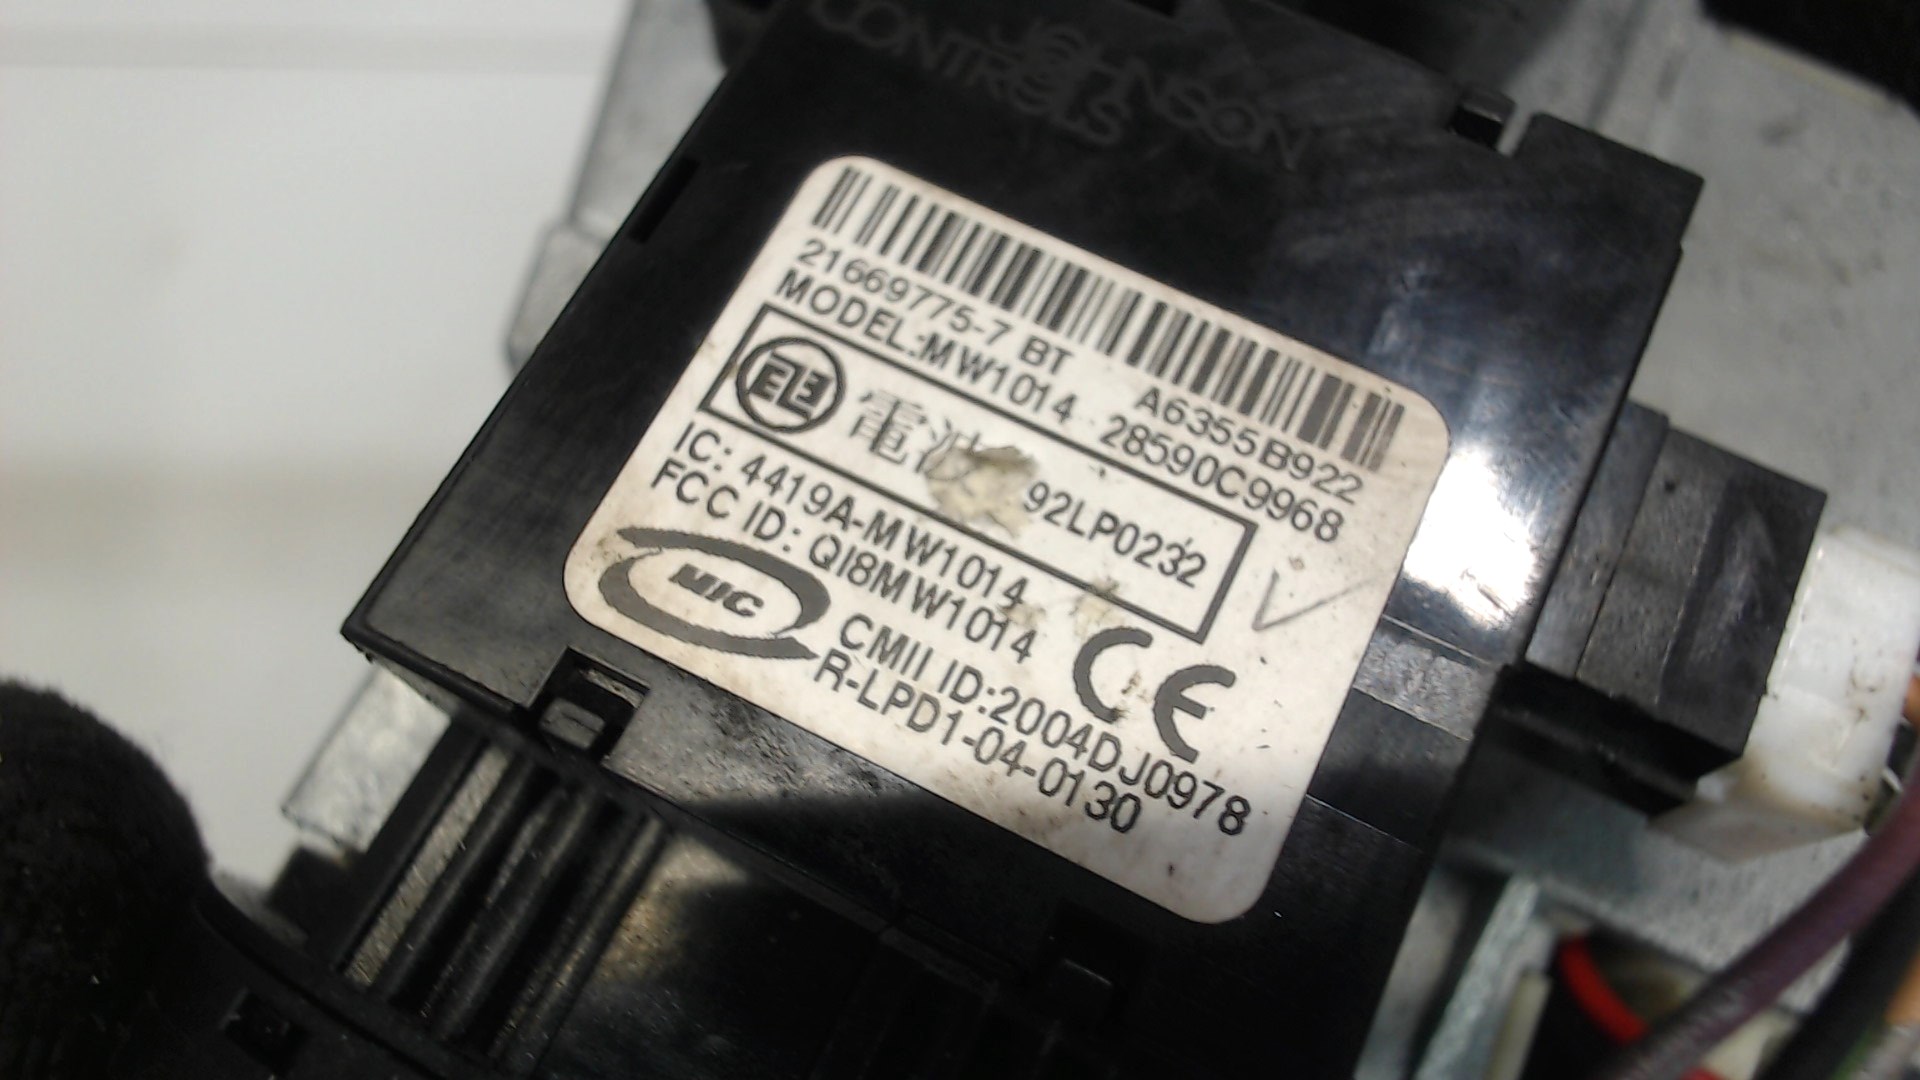 JOHNSON
CONTROLS
21669775-7 BT A6355B922
MODEL:MW1014 28590C9968
電波 92LP0232
IC: 4419A-MW1014
FCC ID: QI8MW1014
MIC
CE
CMII ID:2004DJ0978
R-LPD1-04-0130